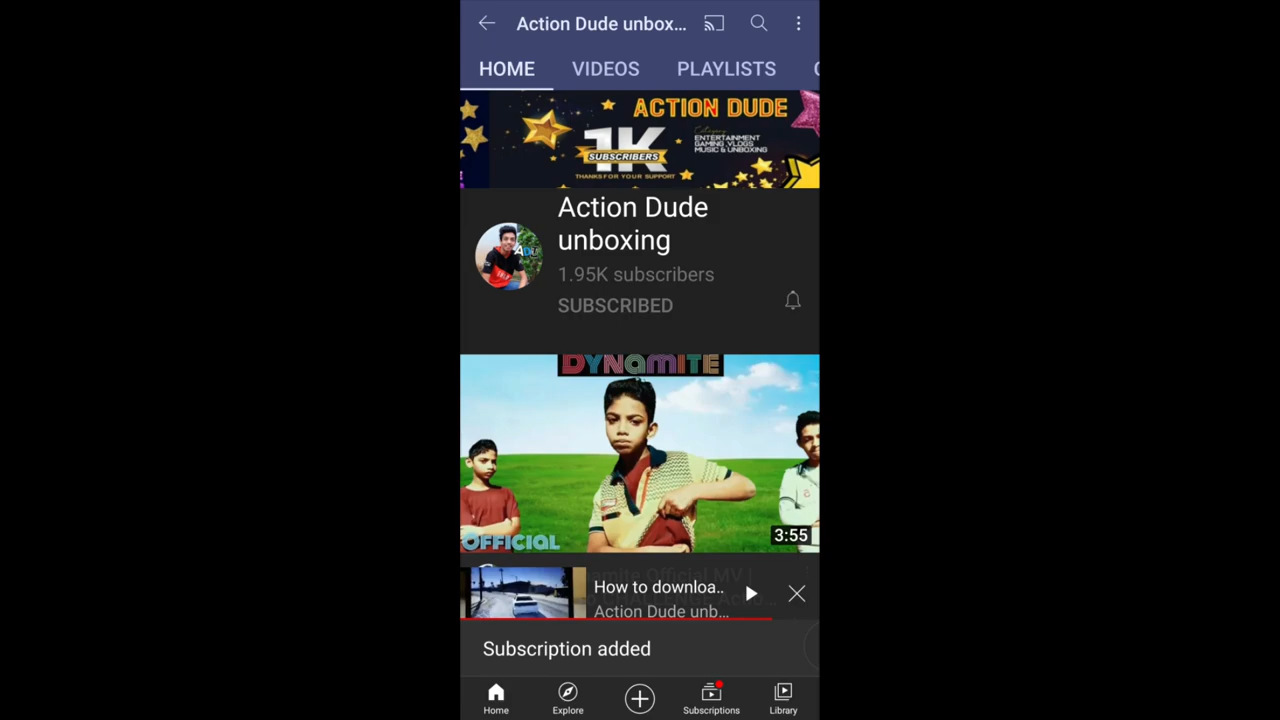 Action Dude unbox...
HOME VIDEOS PLAYLISTS
ACTION DUDE
Category
ENTERTAINMENT
GAMING ,VLOGS
MUSIC & UNBOXING
1K
SUBSCRIBERS
THANKS FOR YOUR SUPPORT
Action Dude
unboxing
ADU
1.95K subscribers
SUBSCRIBED
DYNAMITE
OFFICIAL
3:55
How to downloa..
Action Dude unb...
Subscription added
Home Explore Subscriptions Library